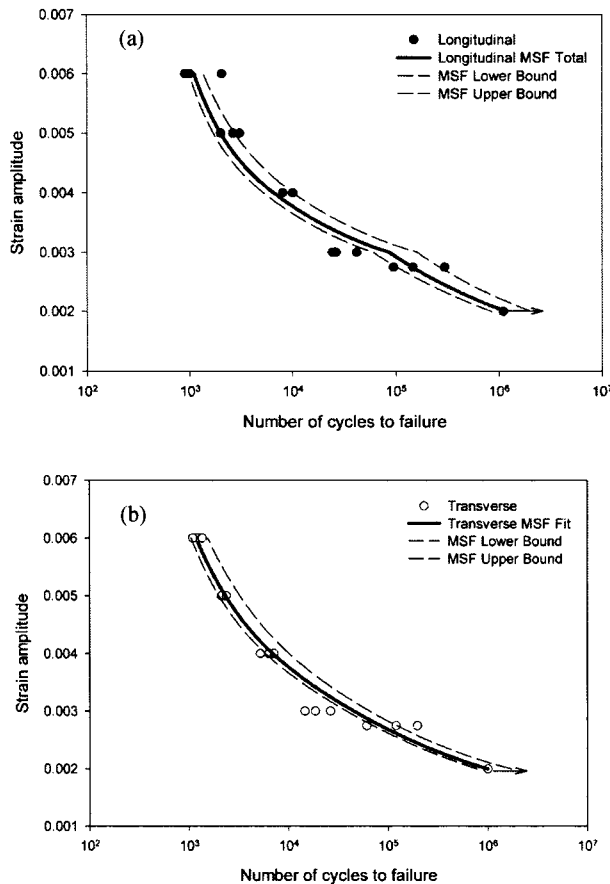 (a)
Longitudinal
Longitudinal MSF Total
MSF Lower Bound
MSF Upper Bound
Strain amplitude
0.007
0.006
0.005
0.004
0.003
0.002
0.001
10² 10³ 10⁴ 10⁵ 10⁶ 10⁷
Number of cycles to failure
(b)
Transverse
Transverse MSF Fit
MSF Lower Bound
MSF Upper Bound
Strain amplitude
0.007
0.006
0.005
0.004
0.003
0.002
0.001
10² 10³ 10⁴ 10⁵ 10⁶ 10⁷
Number of cycles to failure